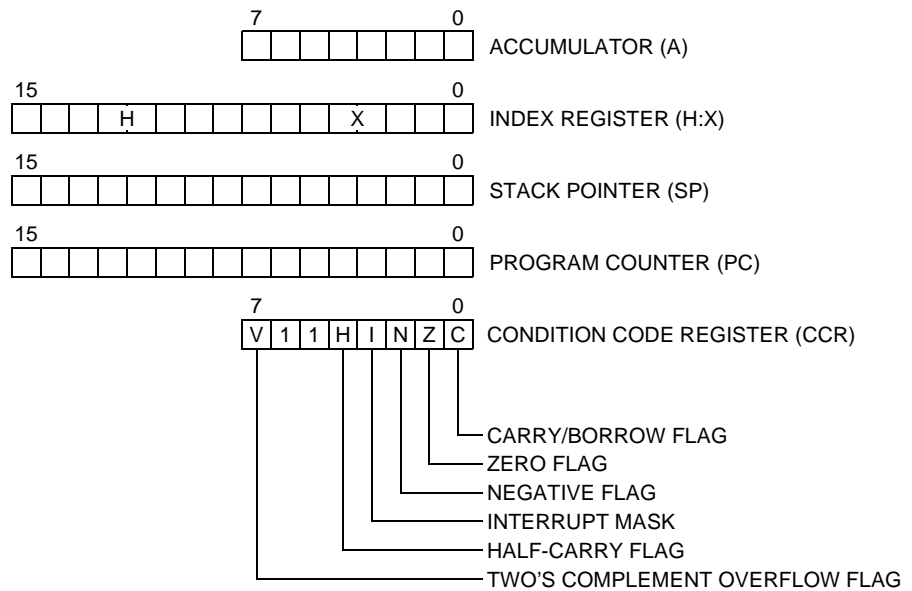 7 0
ACCUMULATOR (A)
15 0
H X INDEX REGISTER (H:X)
15 0
STACK POINTER (SP)
15 0
PROGRAM COUNTER (PC)
7 0
V 1 1 H I N Z C CONDITION CODE REGISTER (CCR)
CARRY/BORROW FLAG
ZERO FLAG
NEGATIVE FLAG
INTERRUPT MASK
HALF-CARRY FLAG
TWO'S COMPLEMENT OVERFLOW FLAG